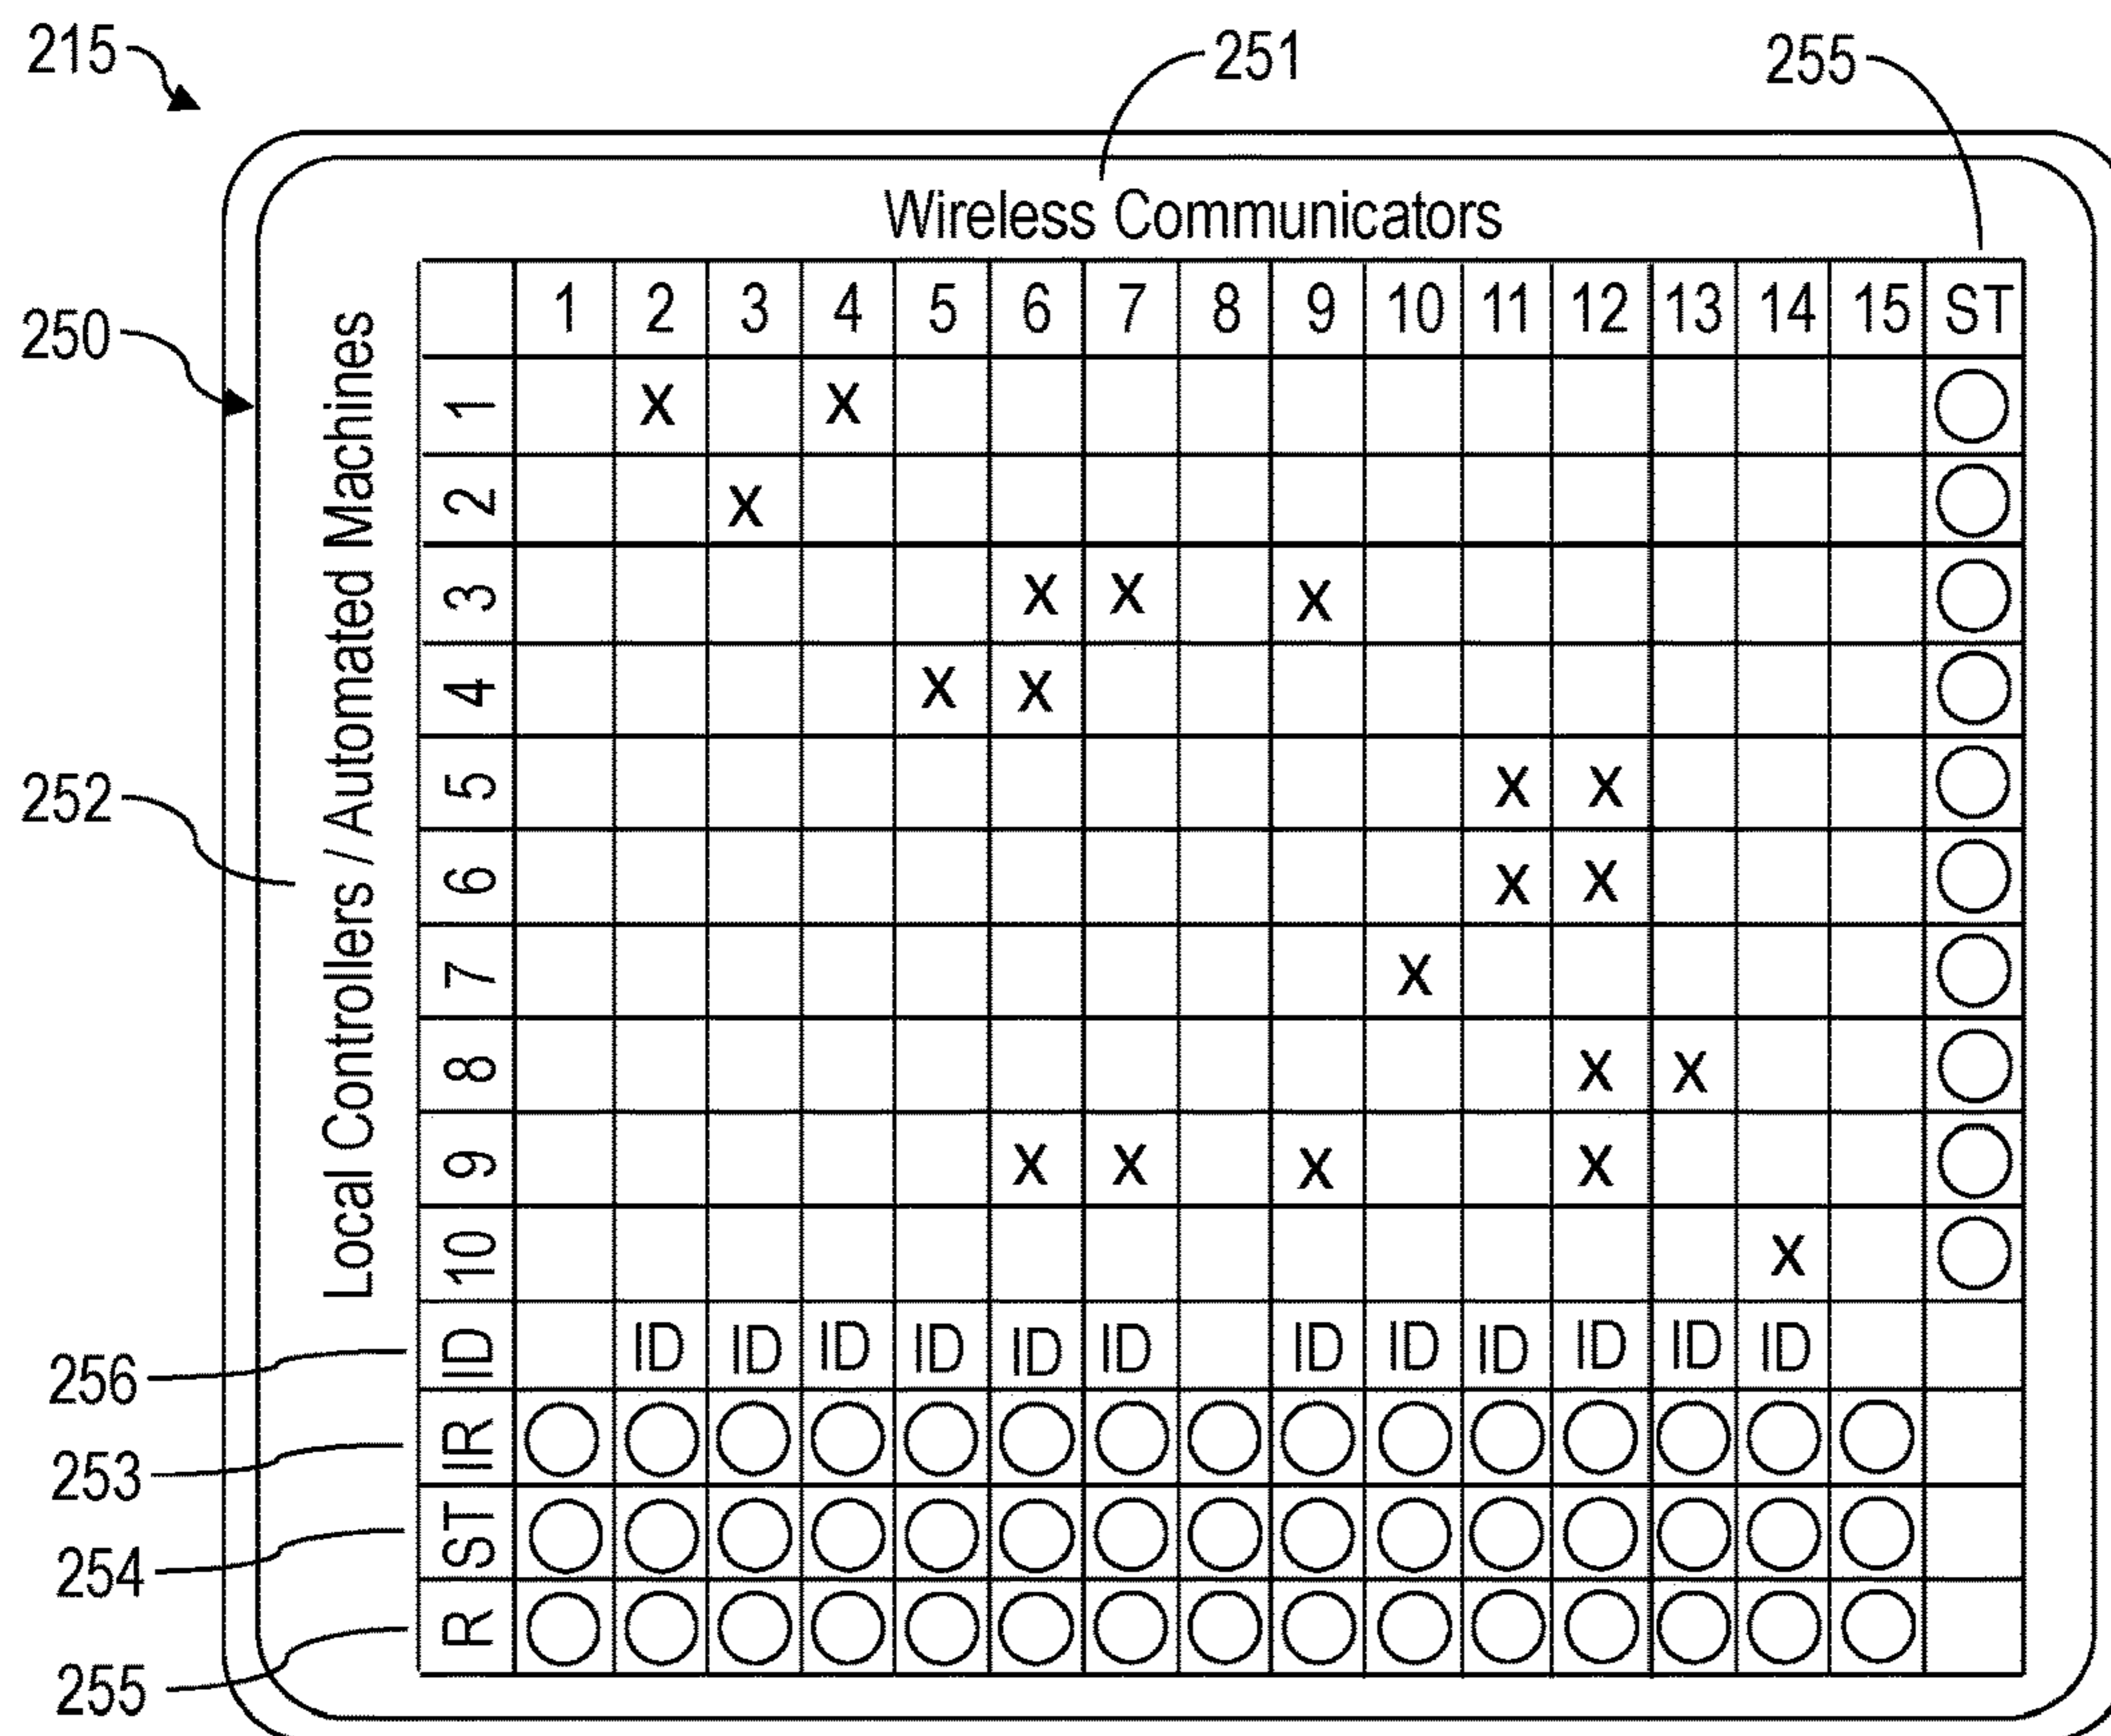 215
251
255
Wireless Communicators
250
Local Controllers / Automated Machines
1 2 3 4 5 6 7 8 9 10 11 12 13 14 15 ST
1 X X
2 X
3 X X X
4 X X
252
5 X X
6 X X
7 X
8 X X
9 X X X X
10 X
256
ID ID ID ID ID ID ID ID ID ID ID ID ID
253
IR
254
ST
255
R